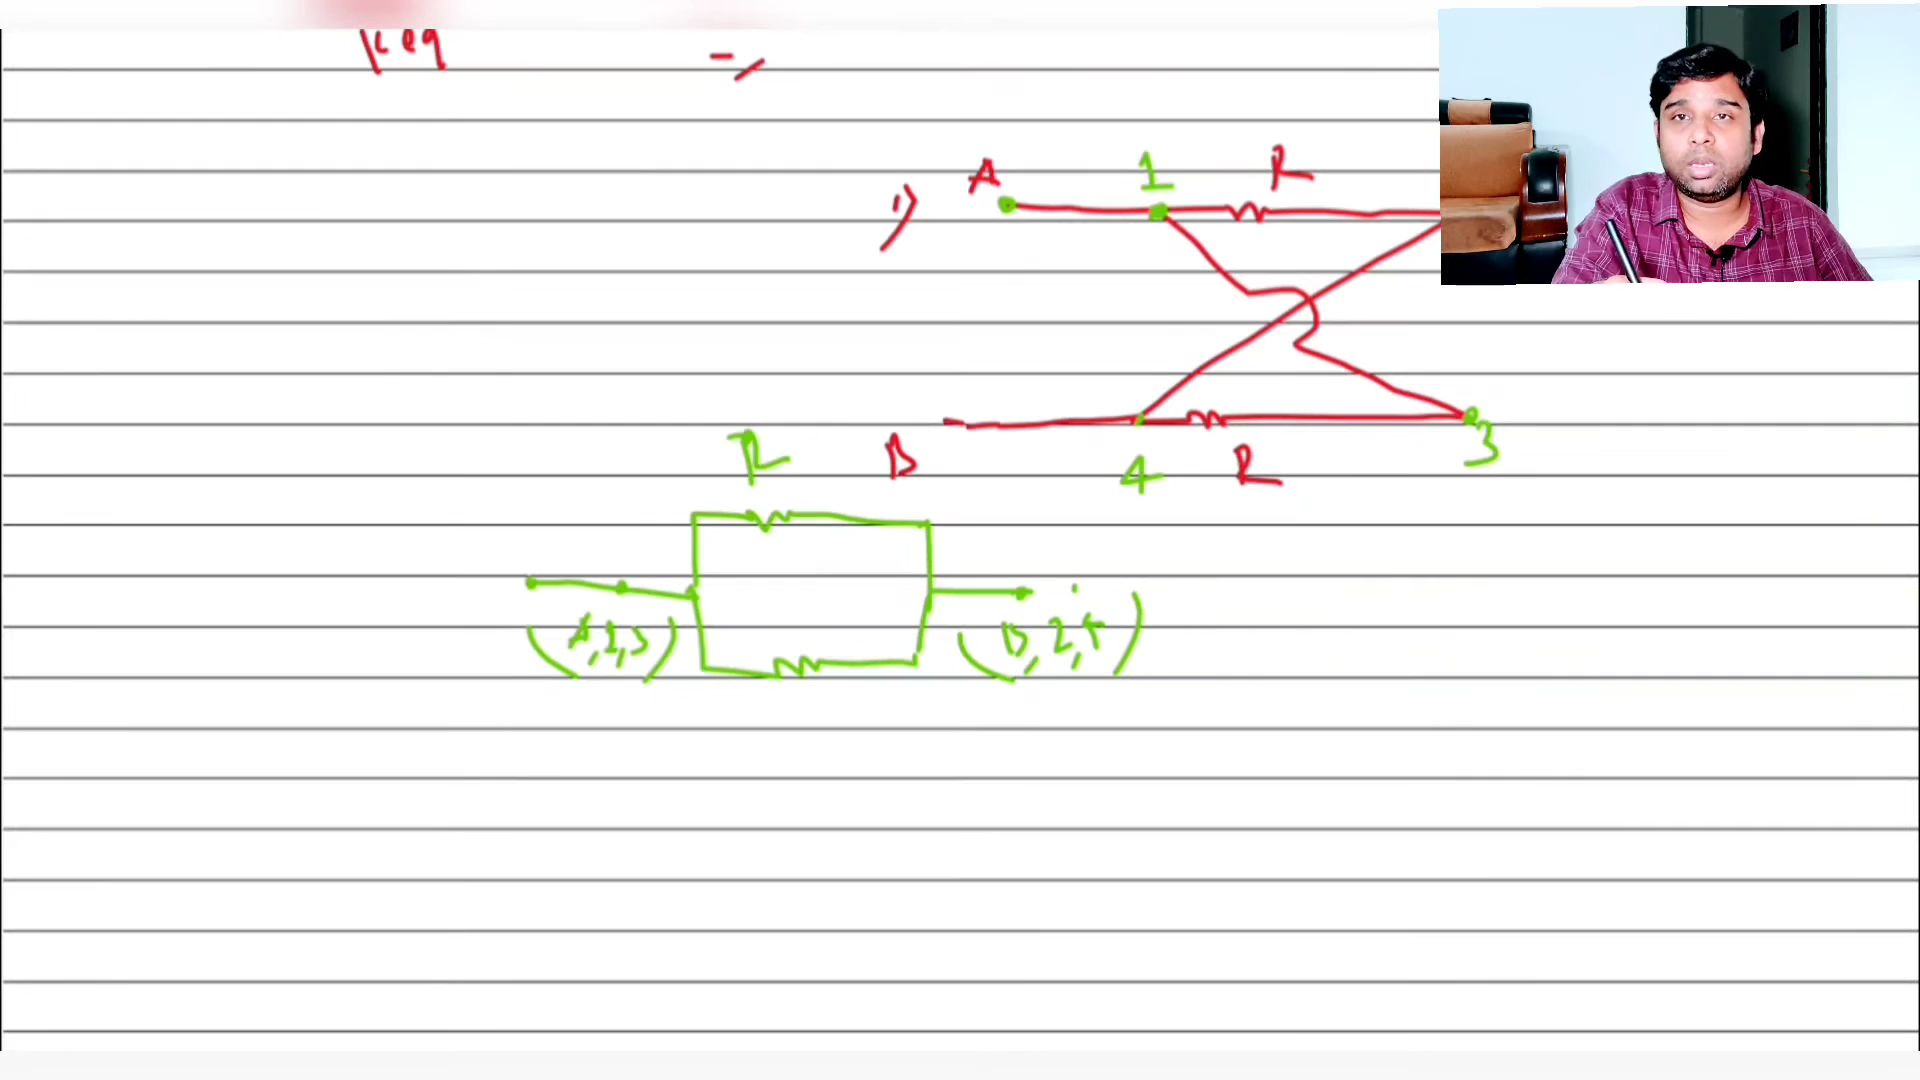 Req =
1) A 1 R
R B 4 R 3
(A,1,3) (B,2,4)